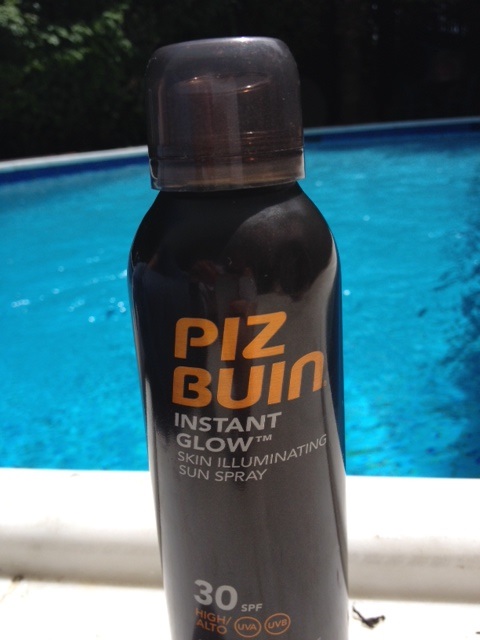 PIZ
BUIN
INSTANT
GLOW™
SKIN ILLUMINATING
SUN SPRAY
30 SPF
HIGH/
ALTO UVA UVB